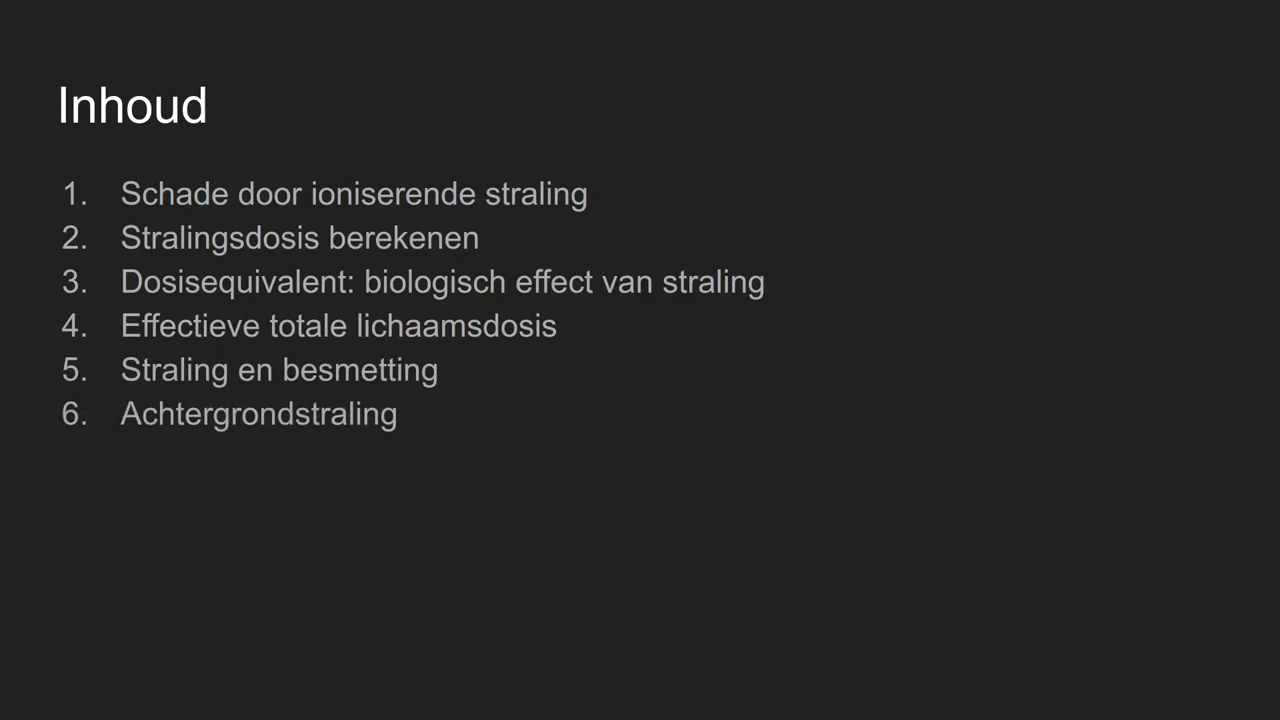 Inhoud
1. Schade door ioniserende straling
2. Stralingsdosis berekenen
3. Dosisequivalent: biologisch effect van straling
4. Effectieve totale lichaamsdosis
5. Straling en besmetting
6. Achtergrondstraling